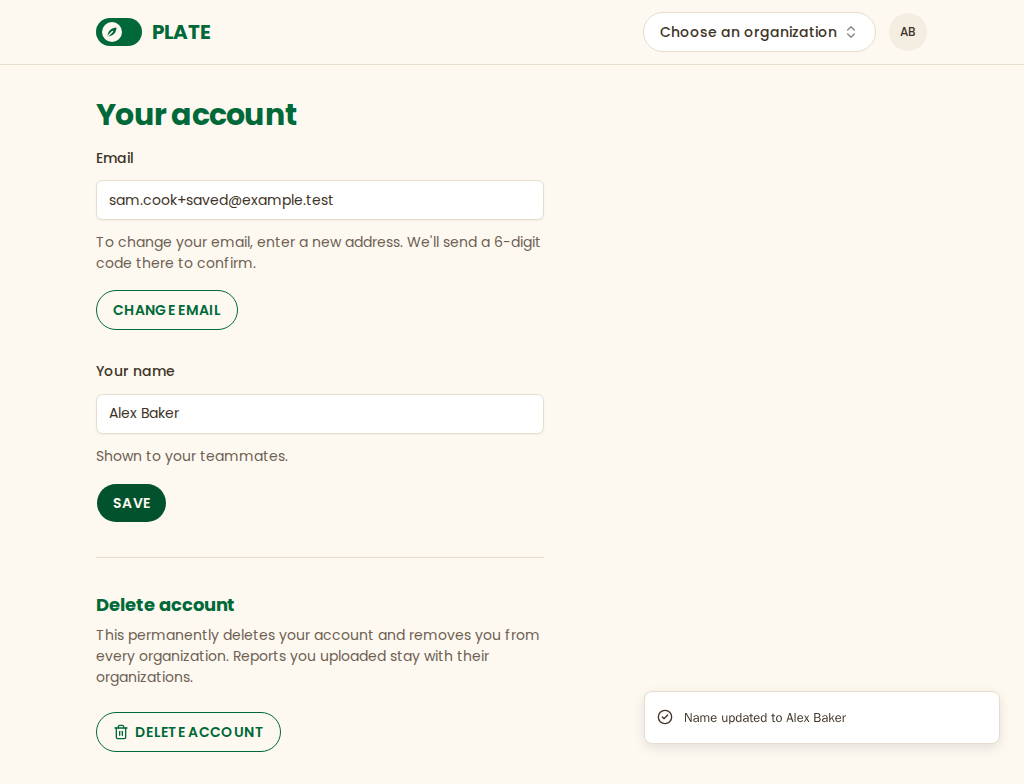 PLATE
Choose an organization
AB
Your account
Email
sam.cook+saved@example.test
To change your email, enter a new address. We'll send a 6-digit
code there to confirm.
CHANGE EMAIL
Your name
Alex Baker
Shown to your teammates.
SAVE
Delete account
This permanently deletes your account and removes you from
every organization. Reports you uploaded stay with their
organizations.
DELETE ACCOUNT
Name updated to Alex Baker